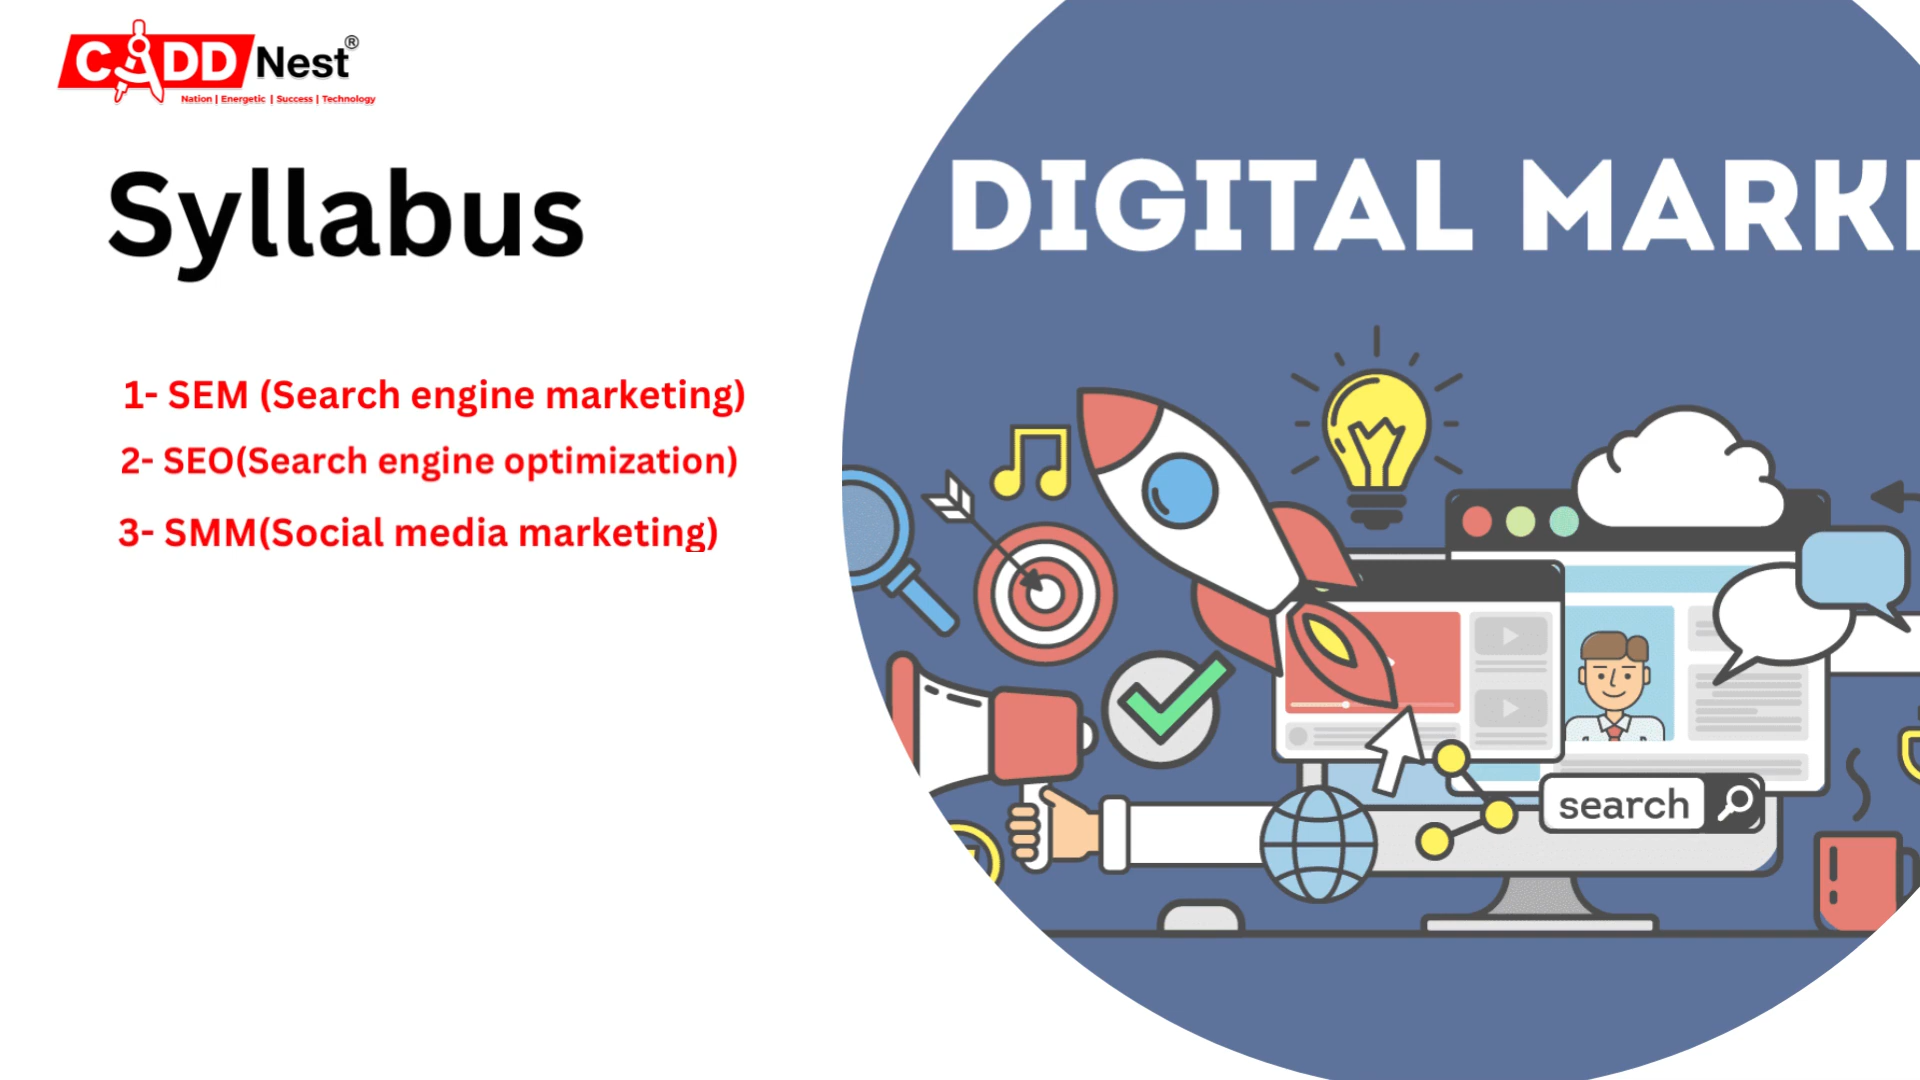 CADD Nest®
Nation | Energetic | Success | Technology
Syllabus
1- SEM (Search engine marketing)
2- SEO(Search engine optimization)
3- SMM(Social media marketing)
DIGITAL MARK
search